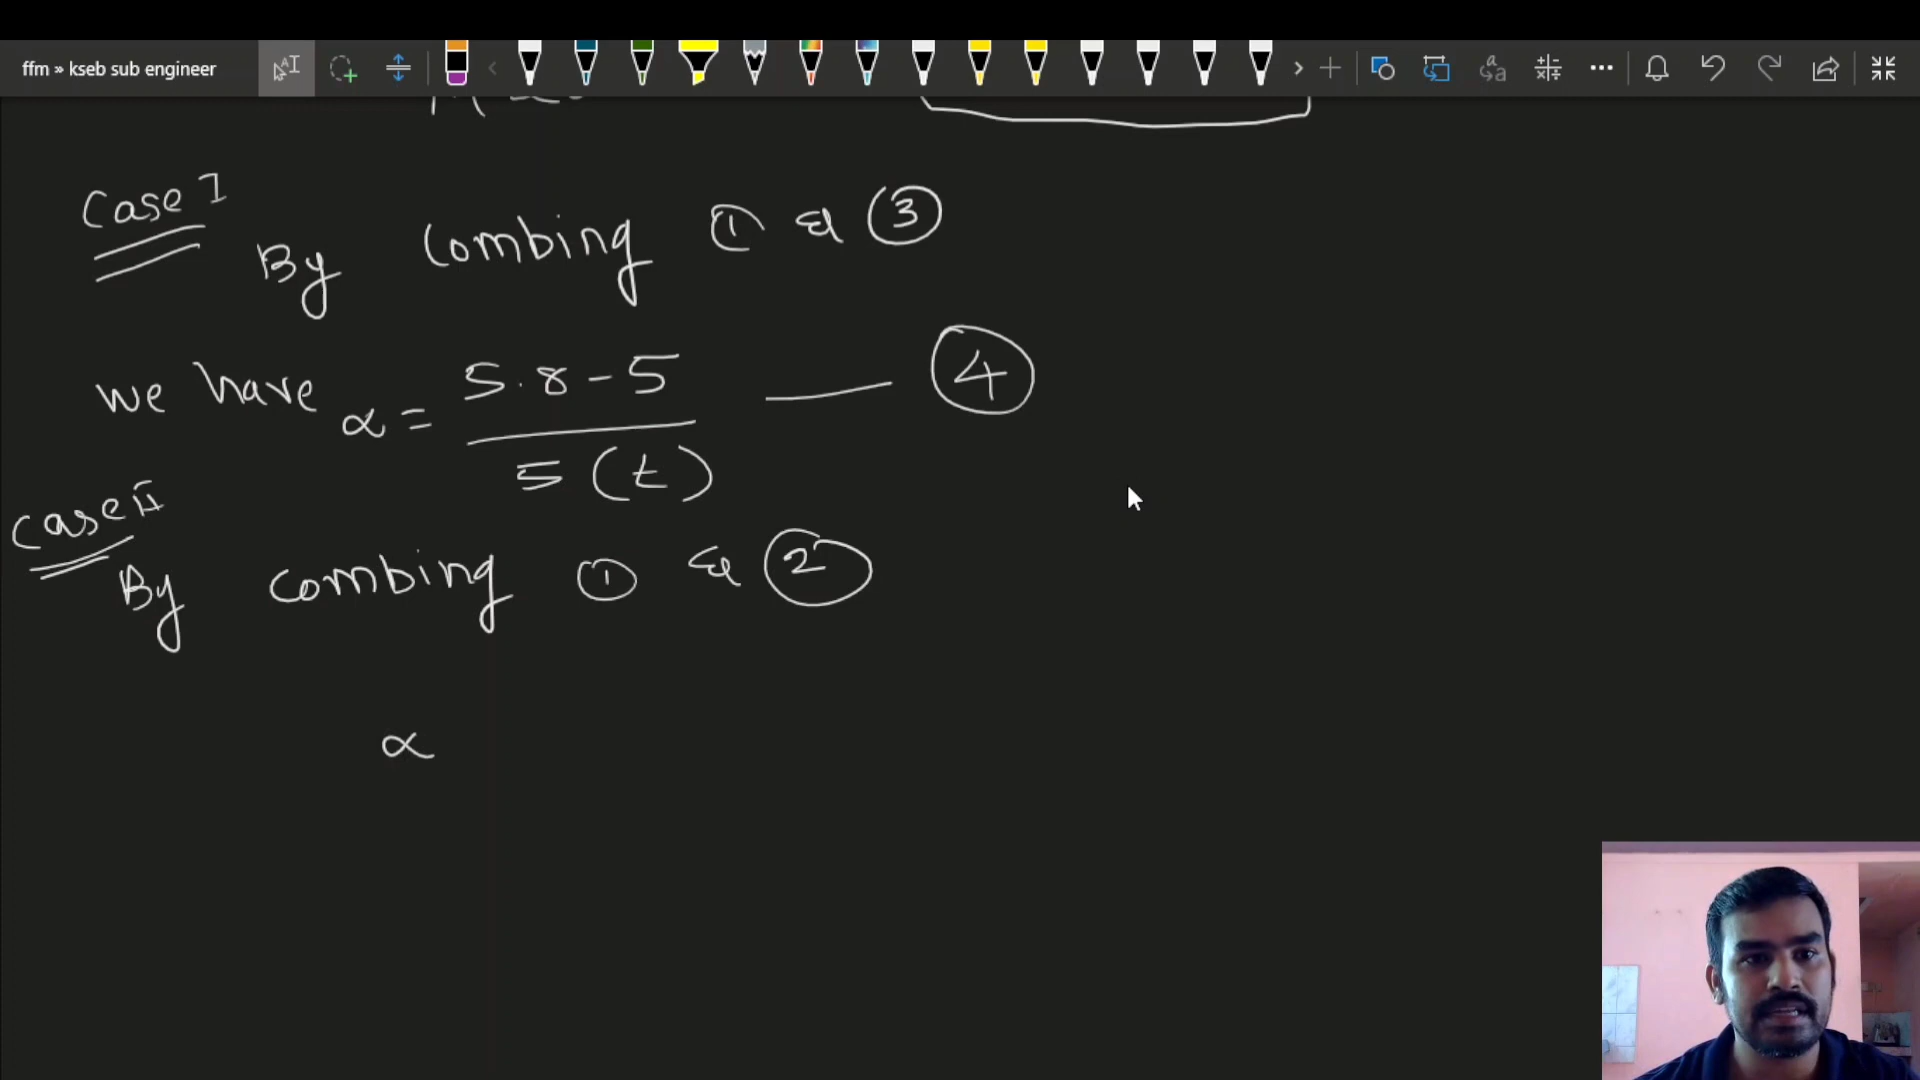 ffm » kseb sub engineer
Case I
By Combing ① & ③
we have α = 5.8-5 / 5(t) —— ④
Case II
By combing ① & ②
α